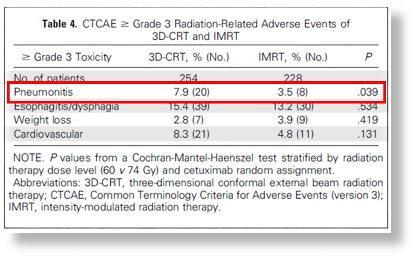 Table 4. CTCAE ≥ Grade 3 Radiation-Related Adverse Events of
3D-CRT and IMRT
≥ Grade 3 Toxicity 3D-CRT, % (No.) IMRT, % (No.) P
No. of patients 254 228
Pneumonitis 7.9 (20) 3.5 (8) .039
Esophagitis/dysphagia 15.4 (39) 13.2 (30) .534
Weight loss 2.8 (7) 3.9 (9) .419
Cardiovascular 8.3 (21) 4.8 (11) .131
NOTE. P values from a Cochran-Mantel-Haenszel test stratified by radiation
therapy dose level (60 v 74 Gy) and cetuximab random assignment.
Abbreviations: 3D-CRT, three-dimensional conformal external beam radiation
therapy; CTCAE, Common Terminology Criteria for Adverse Events (version 3);
IMRT, intensity-modulated radiation therapy.